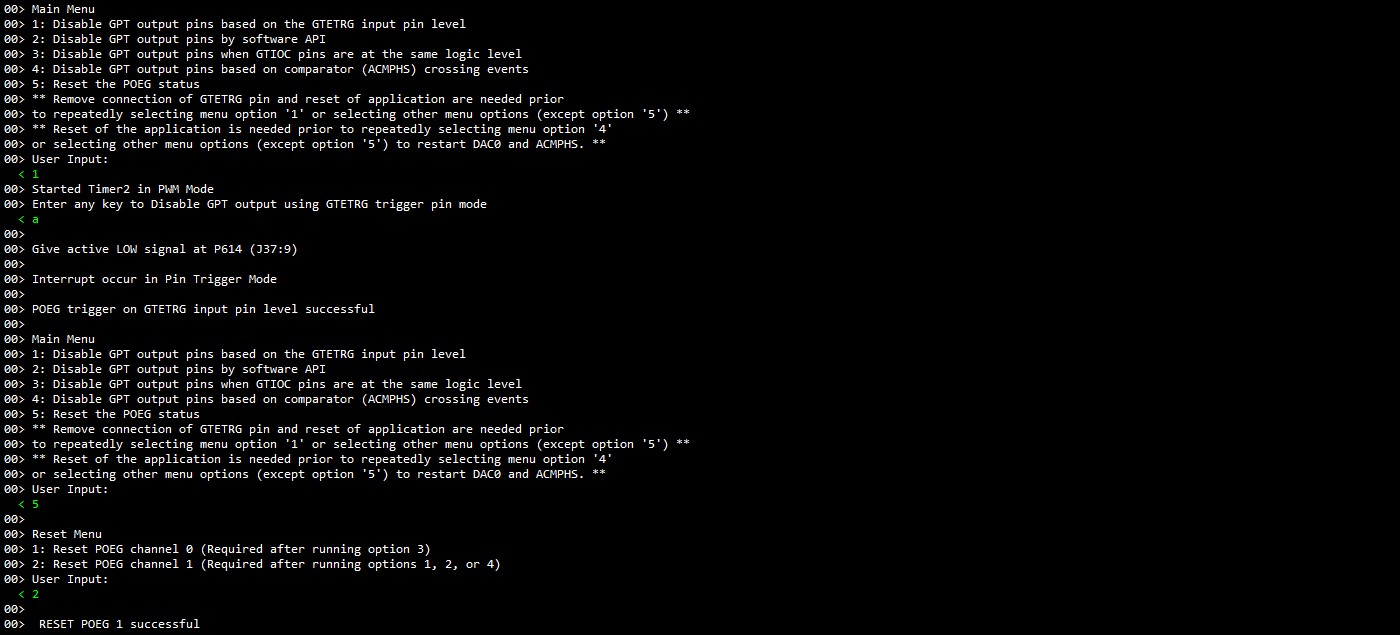 00> Main Menu
00> 1: Disable GPT output pins based on the GTETRG input pin level
00> 2: Disable GPT output pins by software API
00> 3: Disable GPT output pins when GTIOC pins are at the same logic level
00> 4: Disable GPT output pins based on comparator (ACMPHS) crossing events
00> 5: Reset the POEG status
00> ** Remove connection of GTETRG pin and reset of application are needed prior
00> to repeatedly selecting menu option '1' or selecting other menu options (except option '5') **
00> ** Reset of the application is needed prior to repeatedly selecting menu option '4'
00> or selecting other menu options (except option '5') to restart DAC0 and ACMPHS. **
00> User Input:
< 1
00> Started Timer2 in PWM Mode
00> Enter any key to Disable GPT output using GTETRG trigger pin mode
< a
00>
00> Give active LOW signal at P614 (J37:9)
00>
00> Interrupt occur in Pin Trigger Mode
00>
00> POEG trigger on GTETRG input pin level successful
00>
00> Main Menu
00> 1: Disable GPT output pins based on the GTETRG input pin level
00> 2: Disable GPT output pins by software API
00> 3: Disable GPT output pins when GTIOC pins are at the same logic level
00> 4: Disable GPT output pins based on comparator (ACMPHS) crossing events
00> 5: Reset the POEG status
00> ** Remove connection of GTETRG pin and reset of application are needed prior
00> to repeatedly selecting menu option '1' or selecting other menu options (except option '5') **
00> ** Reset of the application is needed prior to repeatedly selecting menu option '4'
00> or selecting other menu options (except option '5') to restart DAC0 and ACMPHS. **
00> User Input:
< 5
00>
00> Reset Menu
00> 1: Reset POEG channel 0 (Required after running option 3)
00> 2: Reset POEG channel 1 (Required after running options 1, 2, or 4)
00> User Input:
< 2
00>
00>  RESET POEG 1 successful